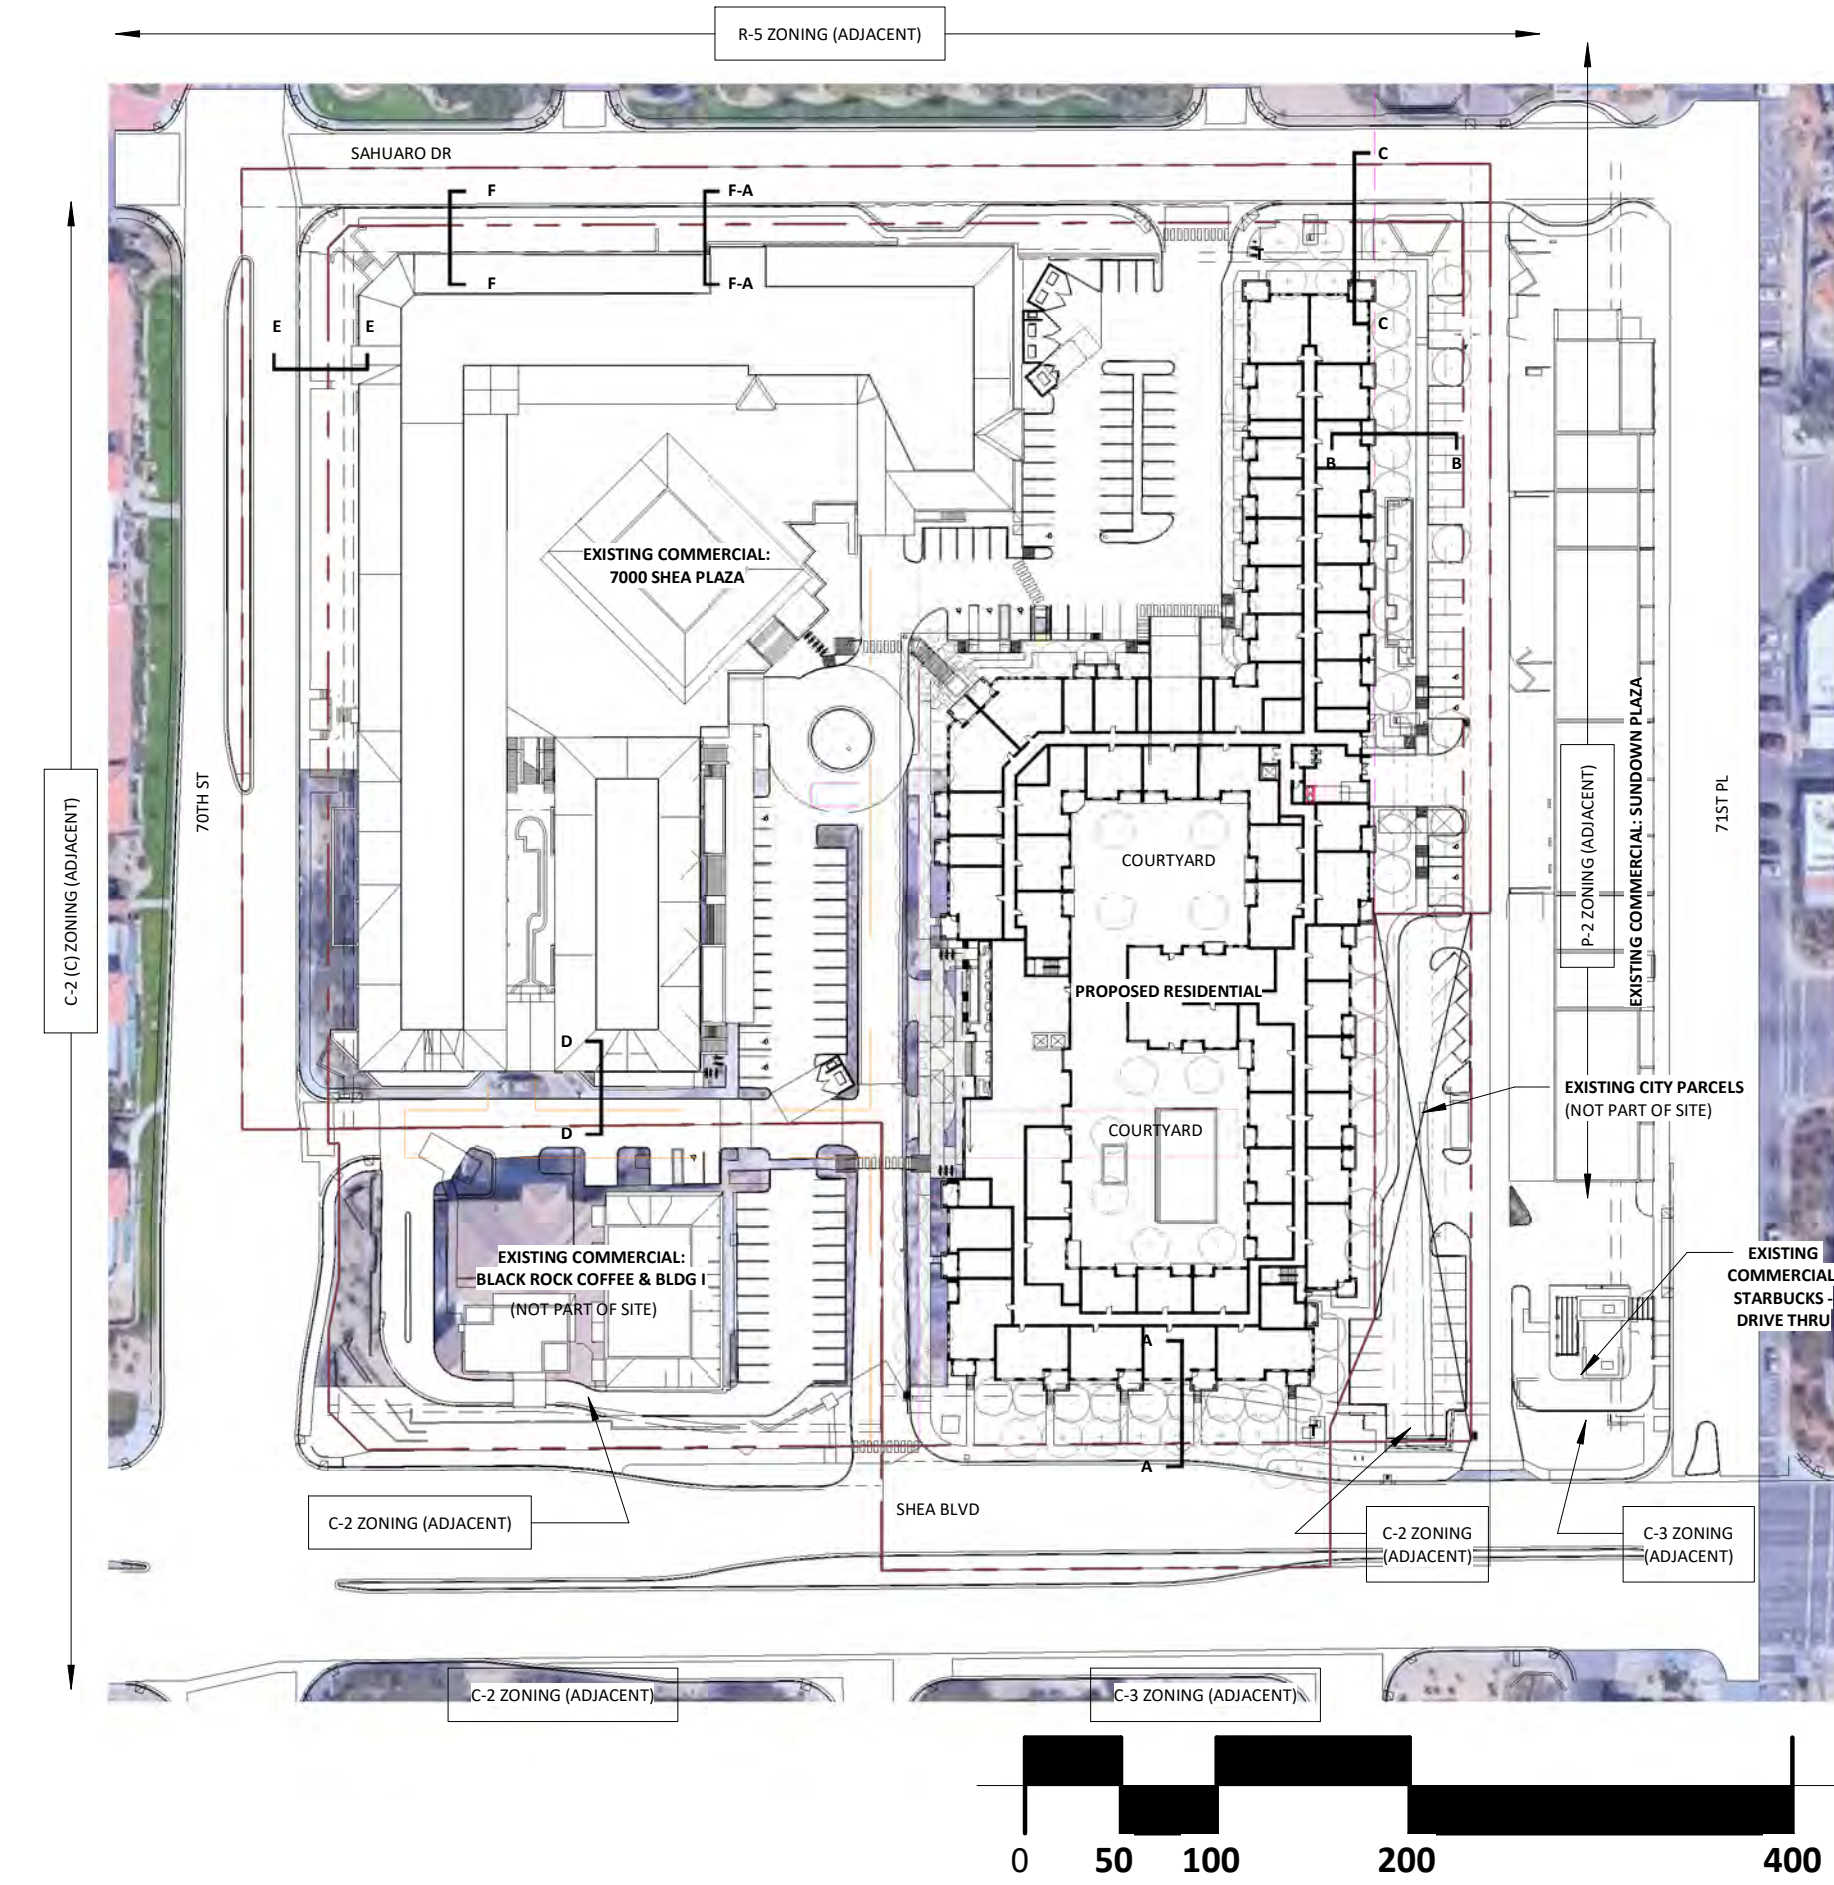 R-5 ZONING (ADJACENT)
SAHUARO DR
C
F
F-A
F
F-A
E
E
C
B
B
EXISTING COMMERCIAL:
7000 SHEA PLAZA
C-2 (C) ZONING (ADJACENT)
70TH ST
P-2 ZONING (ADJACENT)
EXISTING COMMERCIAL: SUNDOWN PLAZA
71ST PL
COURTYARD
PROPOSED RESIDENTIAL
D
D
COURTYARD
EXISTING CITY PARCELS
(NOT PART OF SITE)
EXISTING COMMERCIAL:
BLACK ROCK COFFEE & BLDG I
(NOT PART OF SITE)
EXISTING
COMMERCIAL
STARBUCKS -
DRIVE THRU
A
T
A
SHEA BLVD
C-2 ZONING (ADJACENT)
C-2 ZONING
(ADJACENT)
C-3 ZONING
(ADJACENT)
C-2 ZONING (ADJACENT)
C-3 ZONING (ADJACENT)
0 50 100 200 400